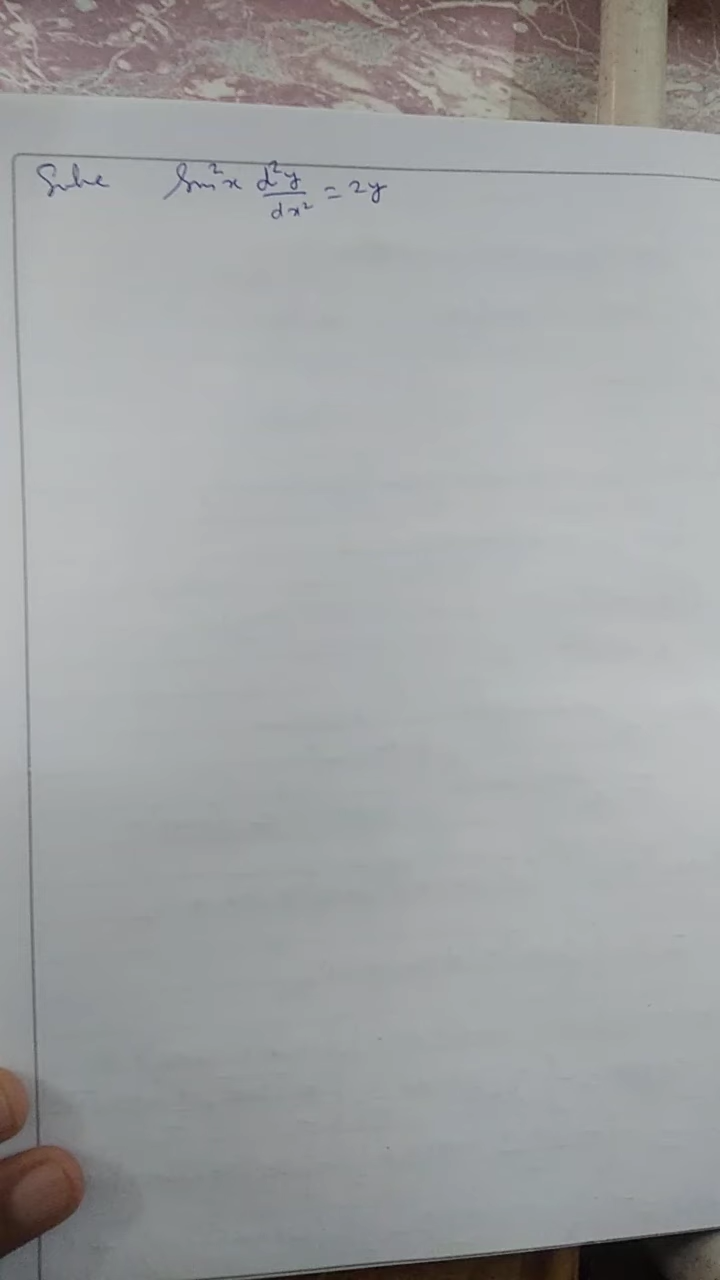 Solve sin²x d²y/dx² = 2y